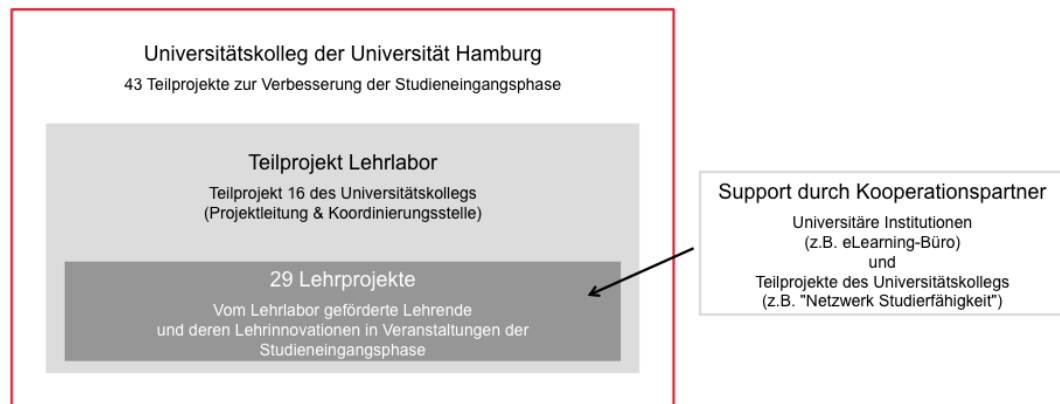 Universitätskolleg der Universität Hamburg
43 Teilprojekte zur Verbesserung der Studieneingangsphase
Teilprojekt Lehrlabor
Teilprojekt 16 des Universitätskollegs
(Projektleitung & Koordinierungsstelle)
29 Lehrprojekte
Vom Lehrlabor geförderte Lehrende
und deren Lehrinnovationen in Veranstaltungen der
Studieneingangsphase
Support durch Kooperationspartner
Universitäre Institutionen
(z.B. eLearning-Büro)
und
Teilprojekte des Universitätskollegs
(z.B. "Netzwerk Studierfähigkeit")